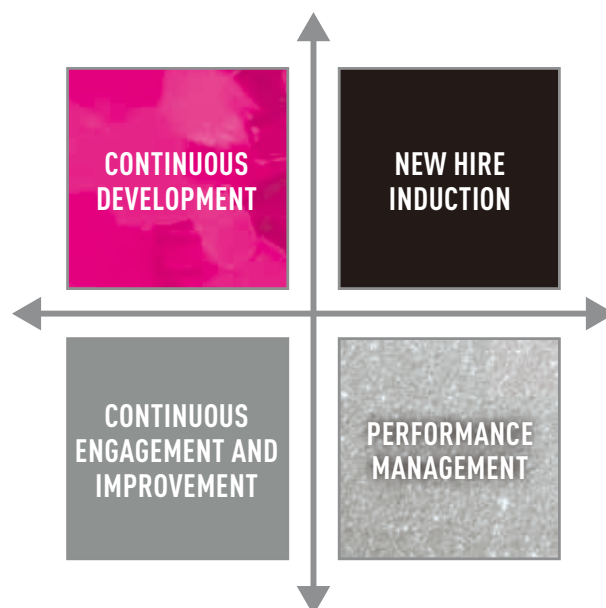 CONTINUOUS
DEVELOPMENT
NEW HIRE
INDUCTION
CONTINUOUS
ENGAGEMENT AND
IMPROVEMENT
PERFORMANCE
MANAGEMENT